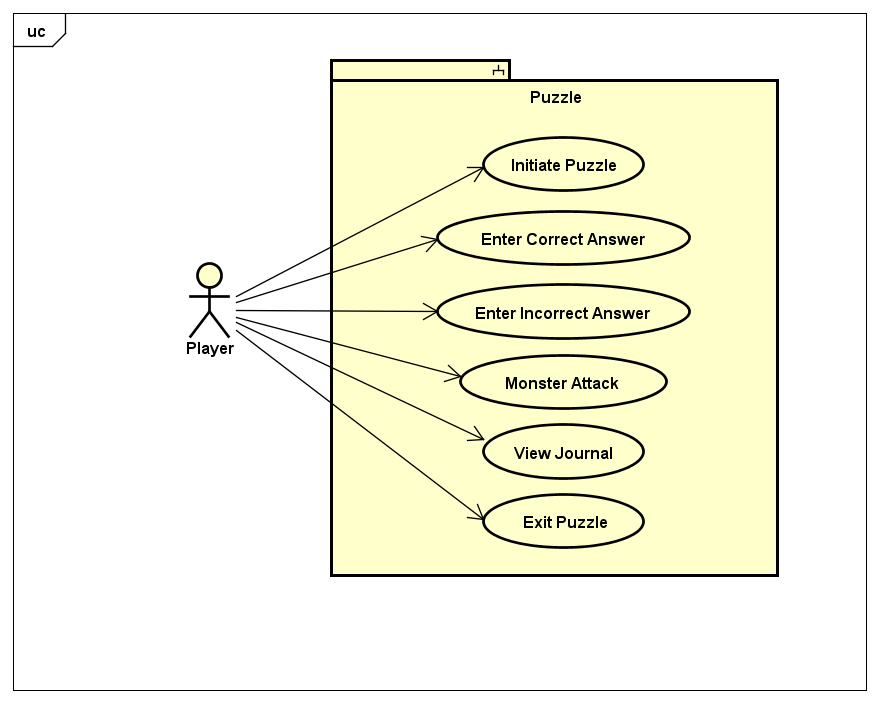 uc
Puzzle
Initiate Puzzle
Enter Correct Answer
Enter Incorrect Answer
Monster Attack
View Journal
Exit Puzzle
Player